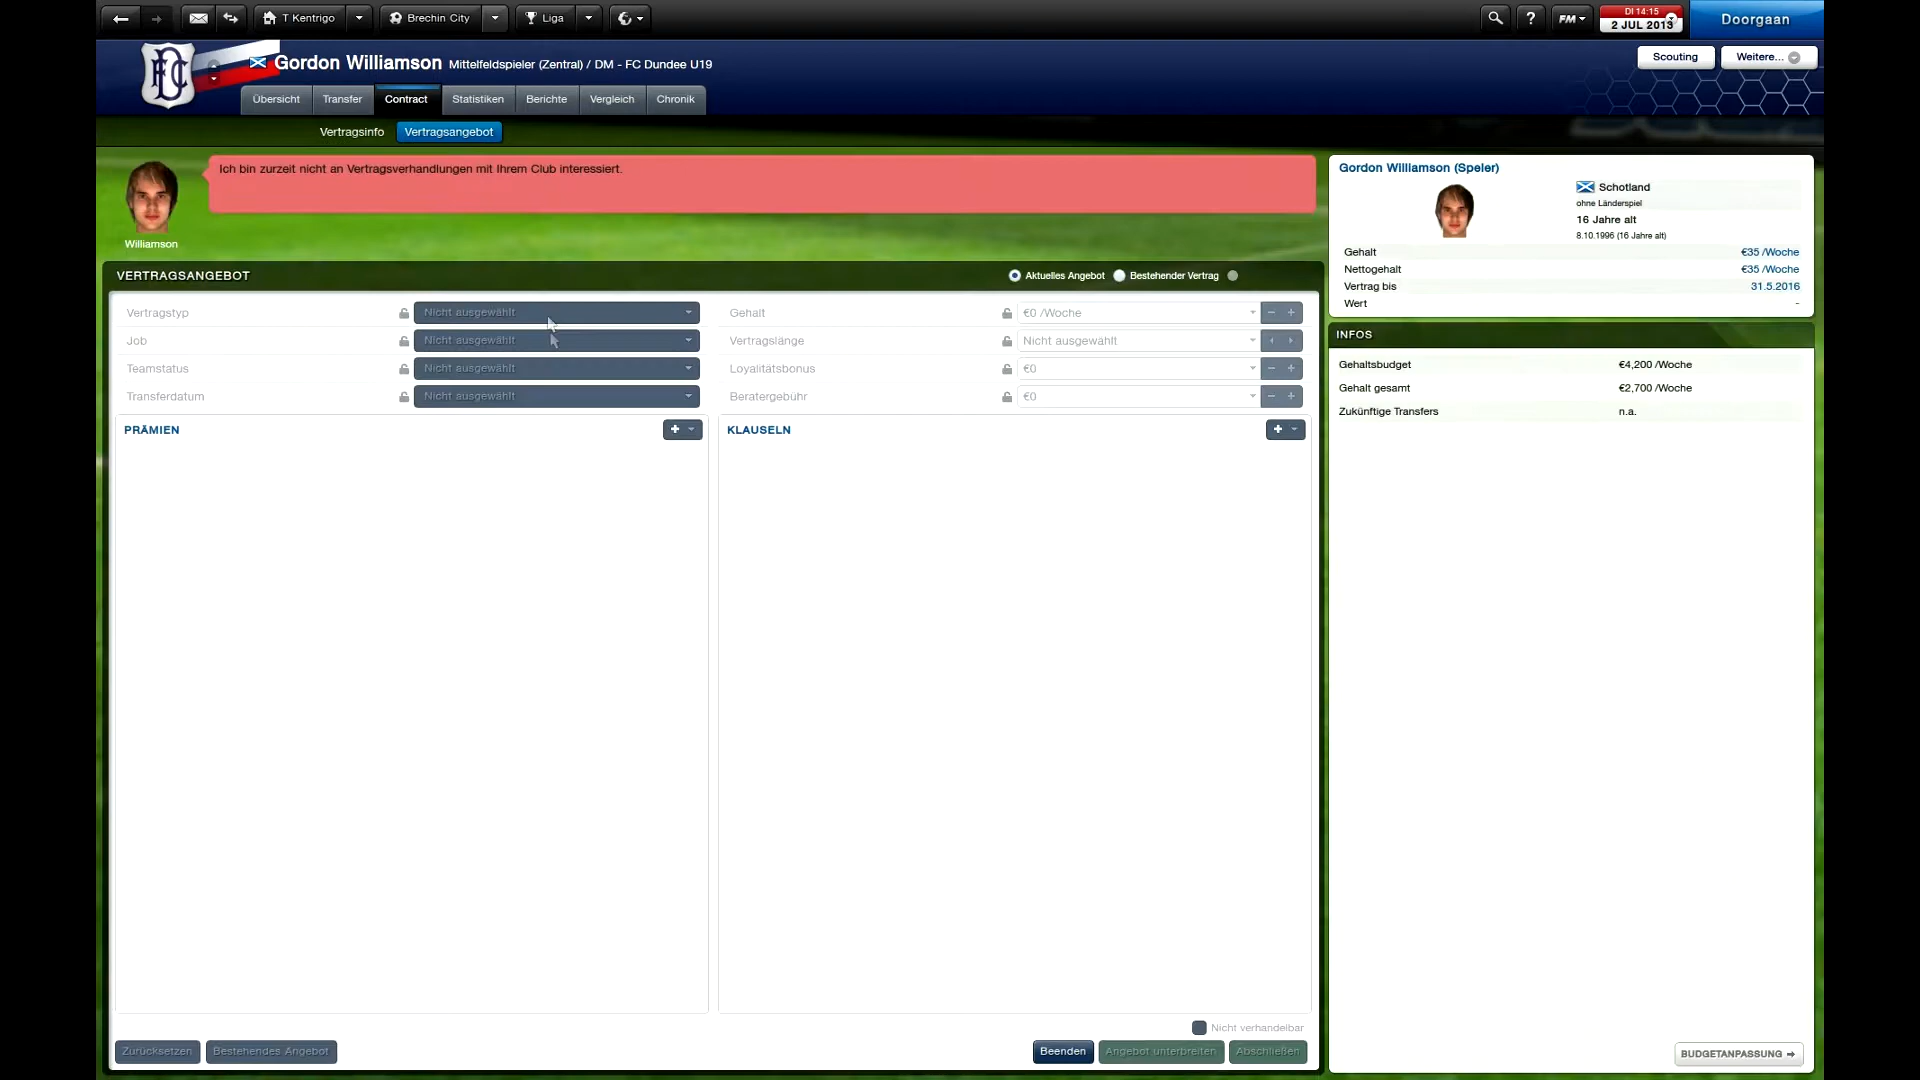 T Kentrigo
Brechin City
Liga
?
FM
DI 14:15
2 JUL 2013
Doorgaan
Gordon Williamson Mittelfeldspieler (Zentral) / DM - FC Dundee U19
Scouting
Weitere...
Übersicht
Transfer
Contract
Statistiken
Berichte
Vergleich
Chronik
Vertragsinfo
Vertragsangebot
Ich bin zurzeit nicht an Vertragsverhandlungen mit Ihrem Club interessiert.
Williamson
VERTRAGSANGEBOT
Aktuelles Angebot
Bestehender Vertrag
Vertragstyp
Nicht ausgewählt
Job
Nicht ausgewählt
Teamstatus
Nicht ausgewählt
Transferdatum
Nicht ausgewählt
Gehalt
€0 /Woche
Vertragslänge
Nicht ausgewählt
Loyalitätsbonus
€0
Beratergebühr
€0
PRÄMIEN
KLAUSELN
Nicht verhandelbar
Zurücksetzen
Bestehendes Angebot
Beenden
Angebot unterbreiten
Abschließen
Gordon Williamson (Speler)
Schotland
ohne Länderspiel
16 Jahre alt
8.10.1996 (16 Jahre alt)
Gehalt
€35 /Woche
Nettogehalt
€35 /Woche
Vertrag bis
31.5.2016
Wert
-
INFOS
Gehaltsbudget
€4,200 /Woche
Gehalt gesamt
€2,700 /Woche
Zukünftige Transfers
n.a.
BUDGETANPASSUNG